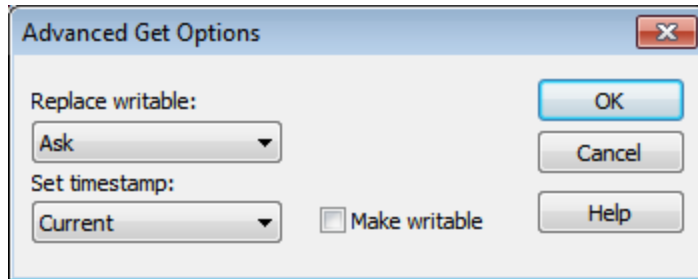 Advanced Get Options
Replace writable:
OK
Ask
Cancel
Set timestamp:
Current
Make writable
Help